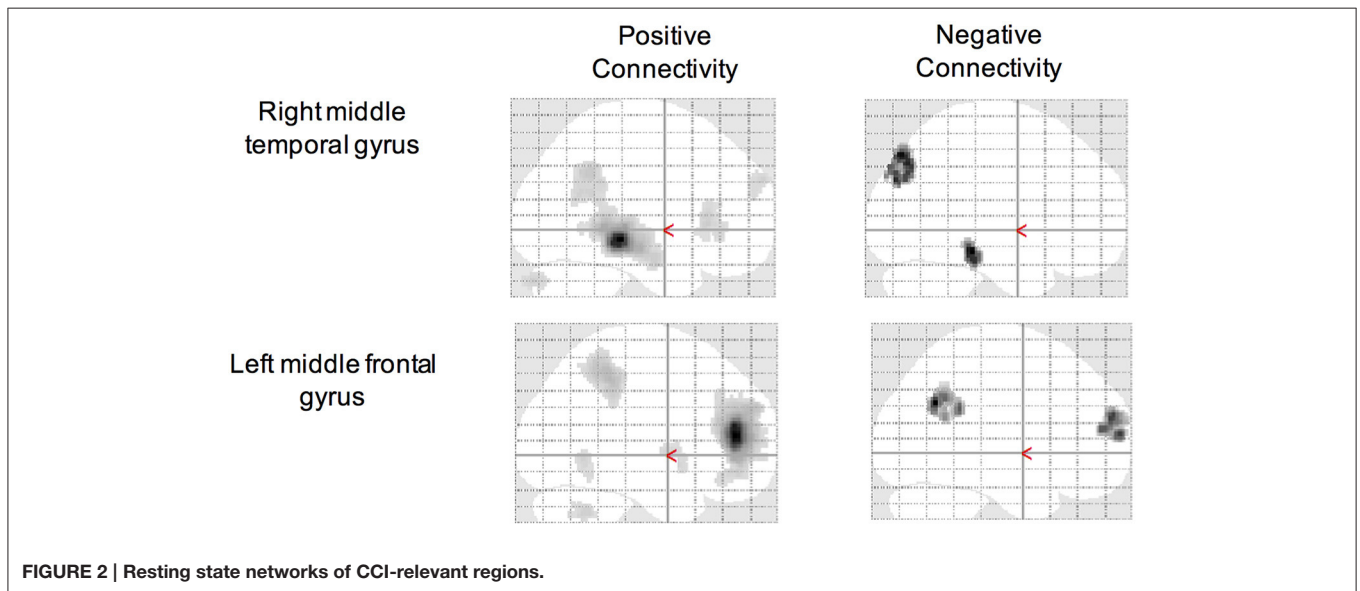 Positive
Connectivity
Negative
Connectivity
Right middle
temporal gyrus
<
<
Left middle frontal
gyrus
<
<
FIGURE 2 | Resting state networks of CCI-relevant regions.